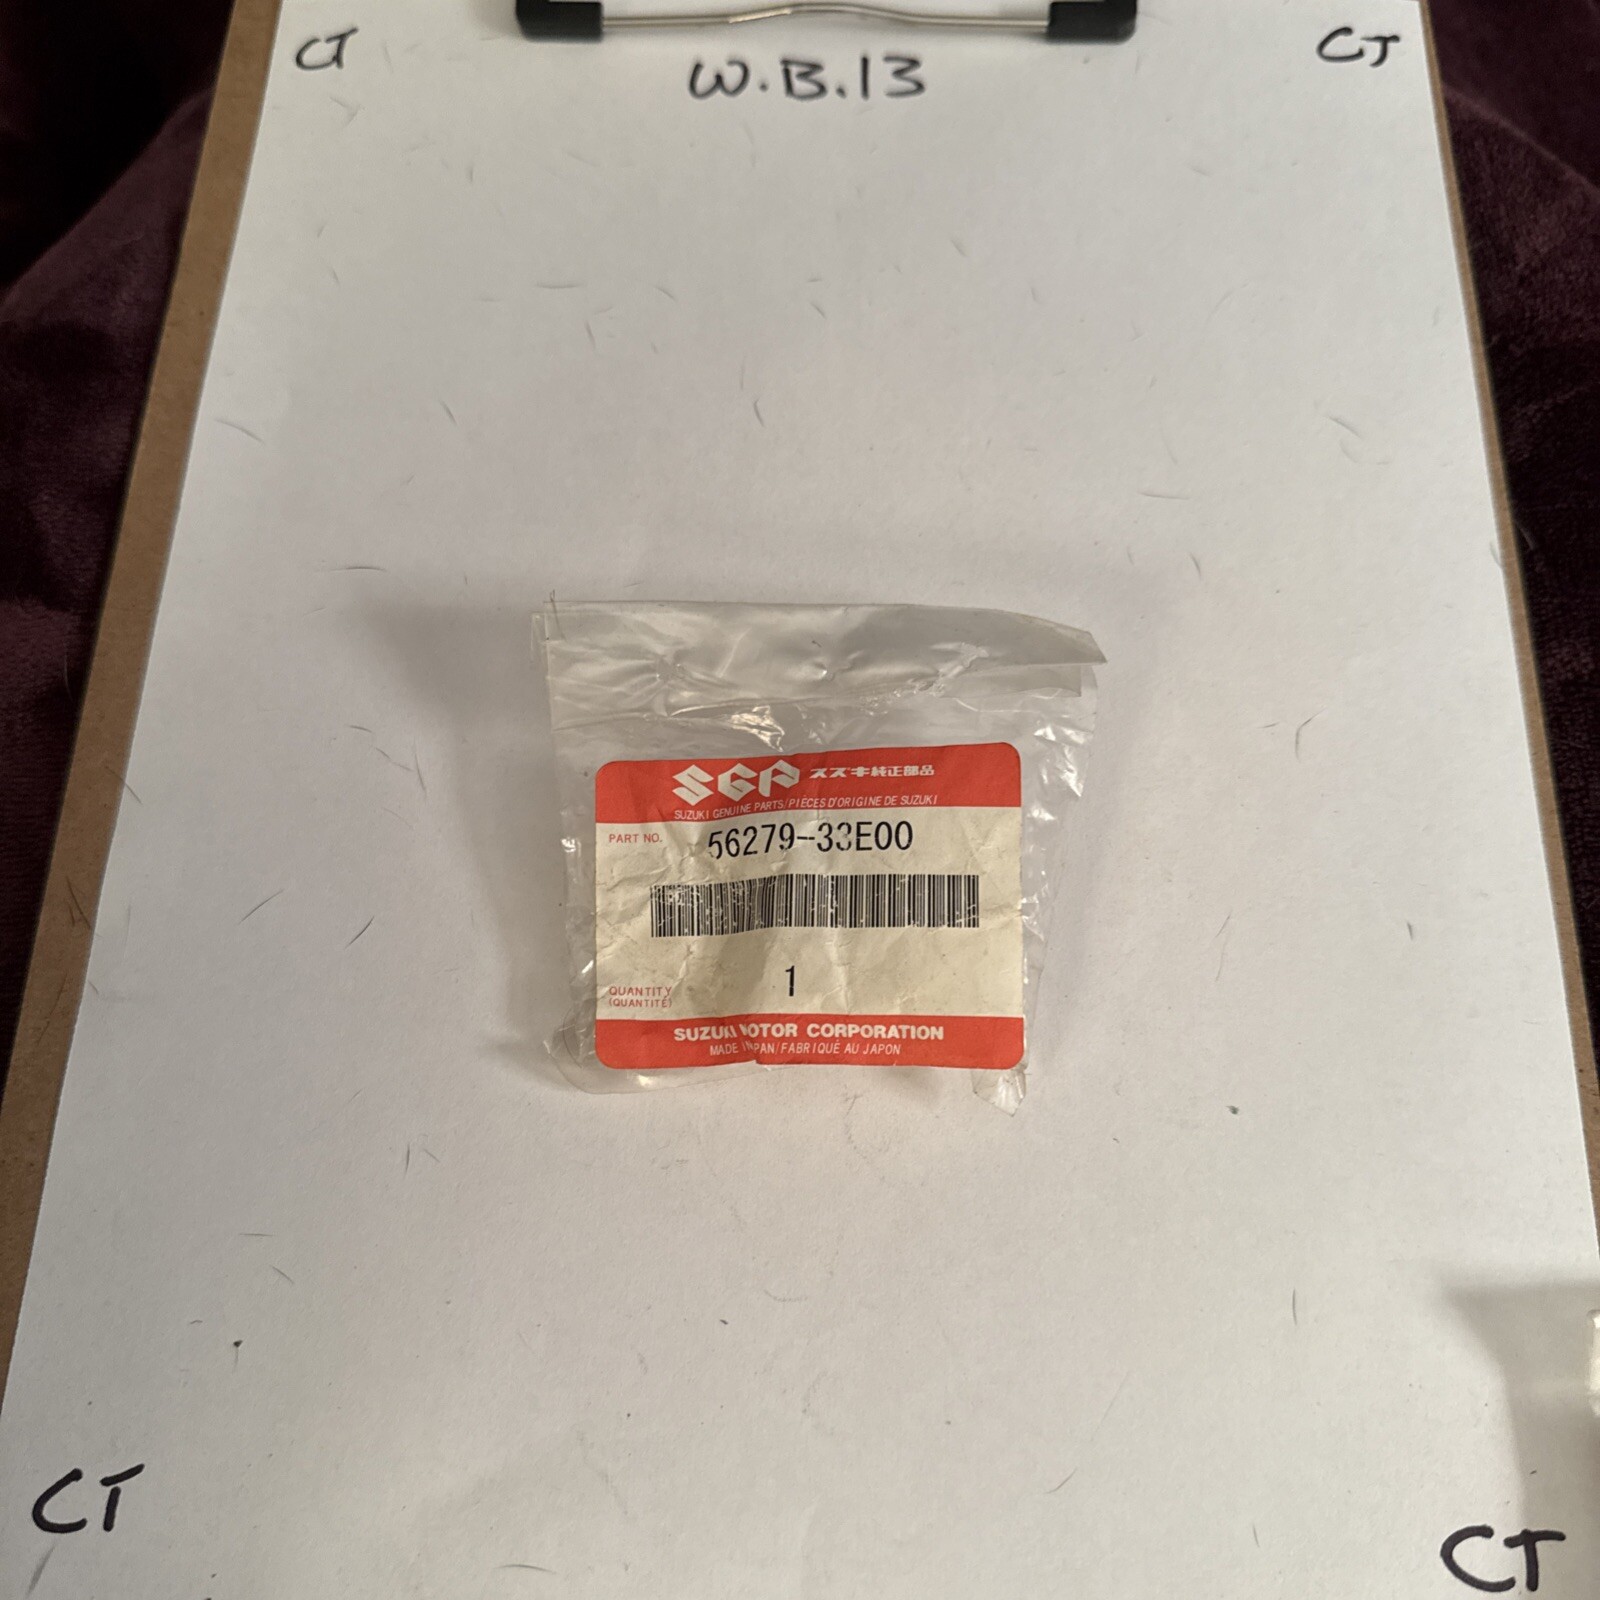 CT
W.B.13
CT
SGP スズキ純正部品
SUZUKI GENUINE PARTS/PIÈCES D'ORIGINE DE SUZUKI
PART NO. 56279-33E00
1
QUANTITY
(QUANTITÉ)
SUZUKI MOTOR CORPORATION
MADE IN JAPAN/FABRIQUÉ AU JAPON
CT
CT